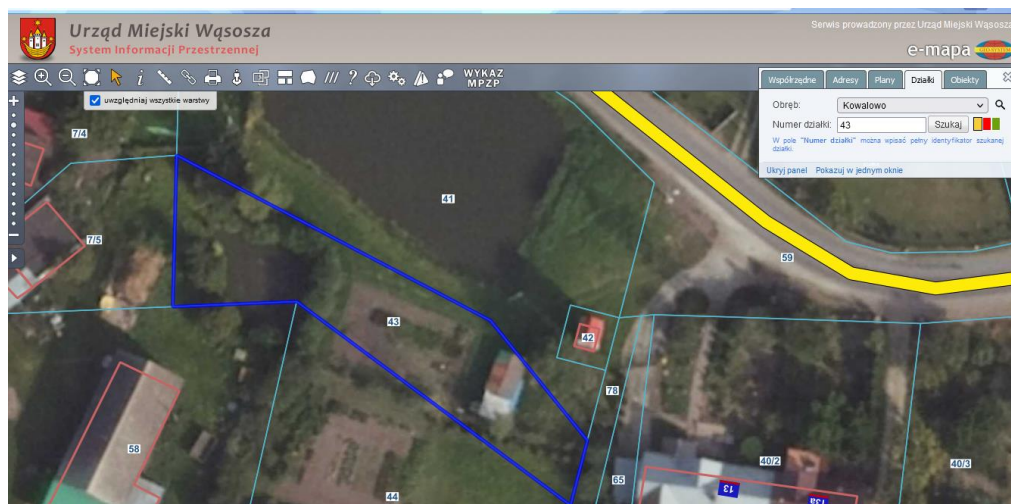 Urząd Miejski Wąsosza
System Informacji Przestrzennej
Serwis prowadzony przez Urząd Miejski Wąsosza
e-mapa
WYKAZ
MPZP
uwzględniaj wszystkie warstwy
Współrzędne Adresy Plany Działki Obiekty
Obręb: Kowalowo
Numer działki: 43 Szukaj
W pole "Numer działki" można wpisać pełny identyfikator szukanej
działki.
Ukryj panel Pokazuj w jednym oknie
7/4
41
7/5
59
43
42
78
58
40/2
40/3
65
44
13
13a